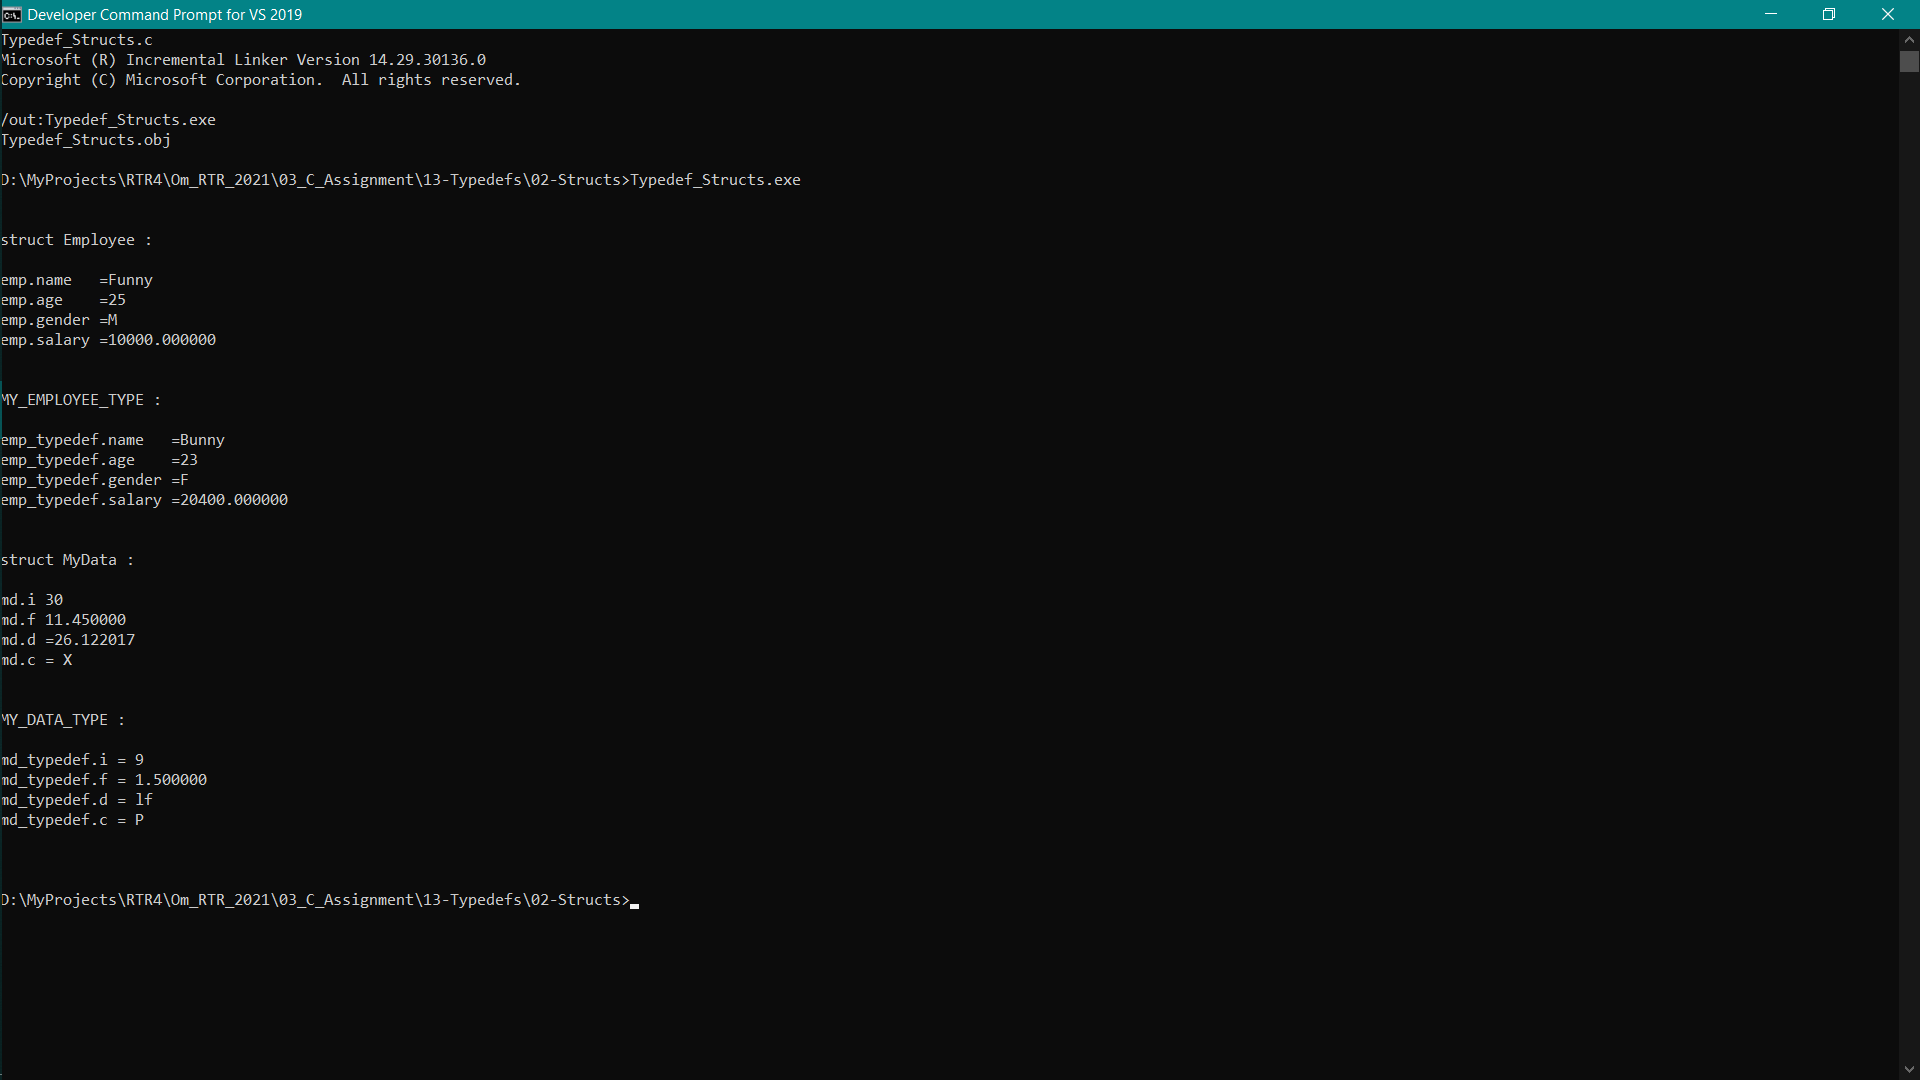 Developer Command Prompt for VS 2019
Typedef_Structs.c
Microsoft (R) Incremental Linker Version 14.29.30136.0
Copyright (C) Microsoft Corporation.  All rights reserved.
/out:Typedef_Structs.exe
Typedef_Structs.obj
D:\MyProjects\RTR4\Om_RTR_2021\03_C_Assignment\13-Typedefs\02-Structs>Typedef_Structs.exe
struct Employee :
emp.name   =Funny
emp.age    =25
emp.gender =M
emp.salary =10000.000000
MY_EMPLOYEE_TYPE :
emp_typedef.name   =Bunny
emp_typedef.age    =23
emp_typedef.gender =F
emp_typedef.salary =20400.000000
struct MyData :
md.i 30
md.f 11.450000
md.d =26.122017
md.c = X
MY_DATA_TYPE :
md_typedef.i = 9
md_typedef.f = 1.500000
md_typedef.d = lf
md_typedef.c = P
D:\MyProjects\RTR4\Om_RTR_2021\03_C_Assignment\13-Typedefs\02-Structs>